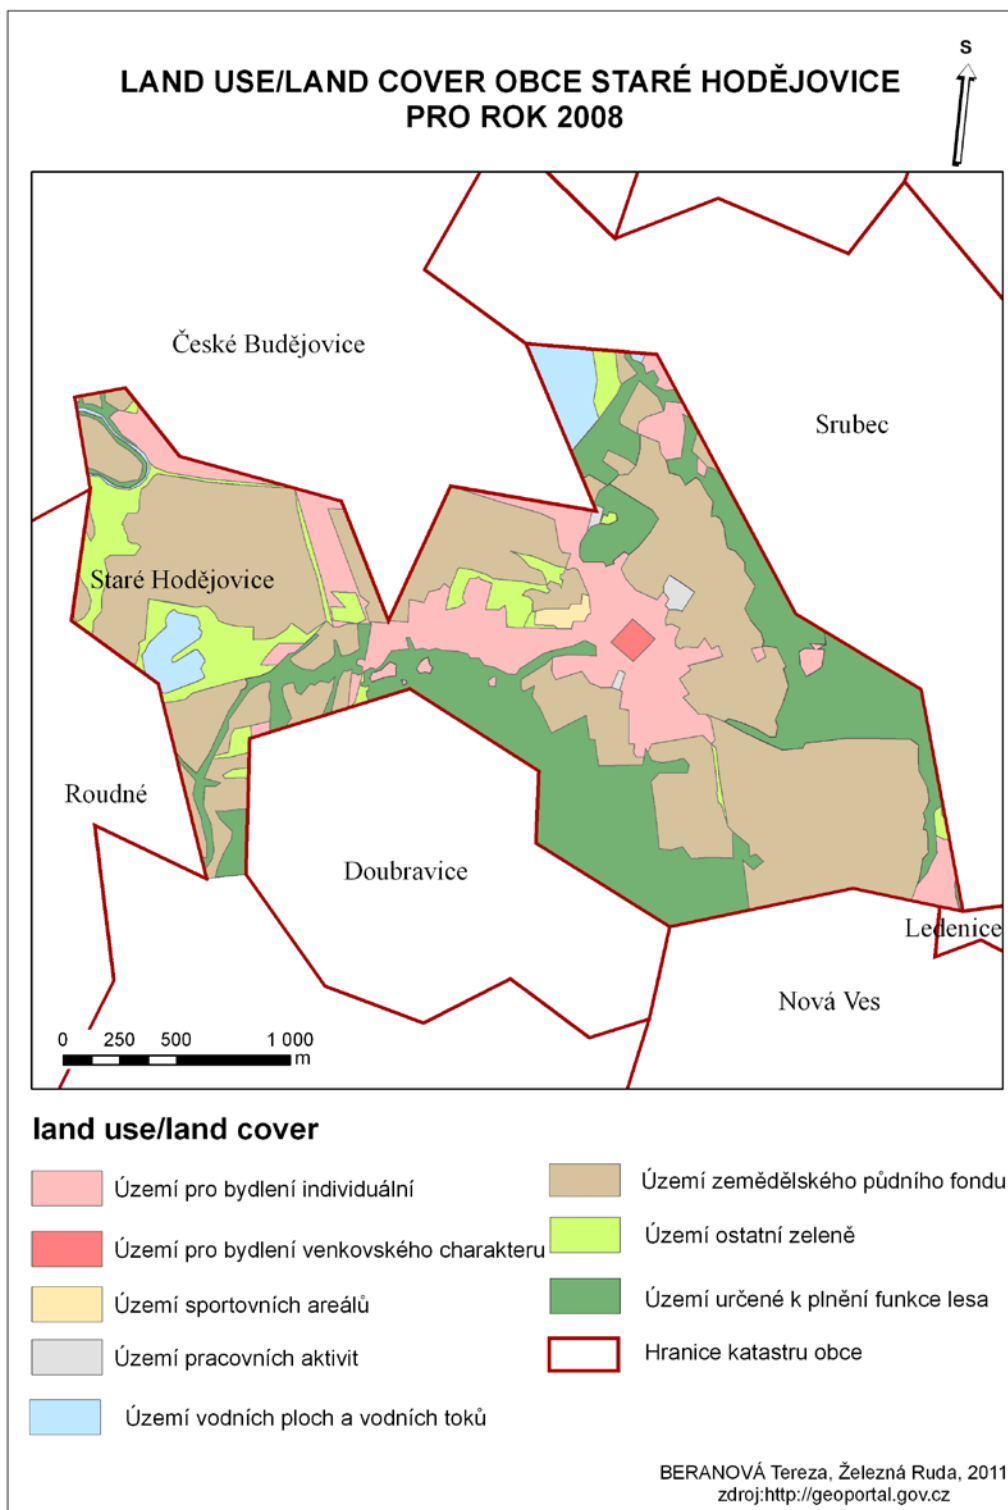 S
LAND USE/LAND COVER OBCE STARÉ HODĚJOVICE
PRO ROK 2008
České Budějovice
Srubec
Staré Hodějovice
Roudné
Doubravice
Ledenice
Nová Ves
0 250 500 1 000
m
land use/land cover
Území pro bydlení individuální
Území pro bydlení venkovského charakteru
Území sportovních areálů
Území pracovních aktivit
Území vodních ploch a vodních toků
Území zemědělského půdního fondu
Území ostatní zeleně
Území určené k plnění funkce lesa
Hranice katastru obce
BERANOVÁ Tereza, Železná Ruda, 2011
zdroj:http://geoportal.gov.cz